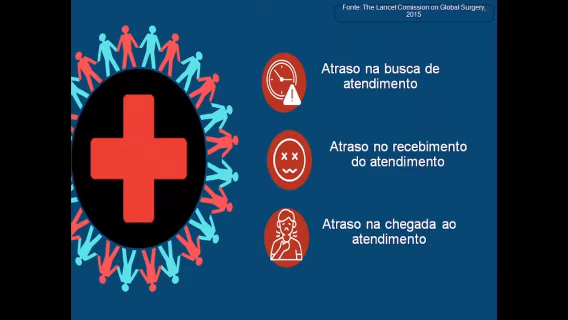 Fonte: The Lancet Comission on Global Surgery,
2015
Atraso na busca de
atendimento
Atraso no recebimento
do atendimento
Atraso na chegada ao
atendimento